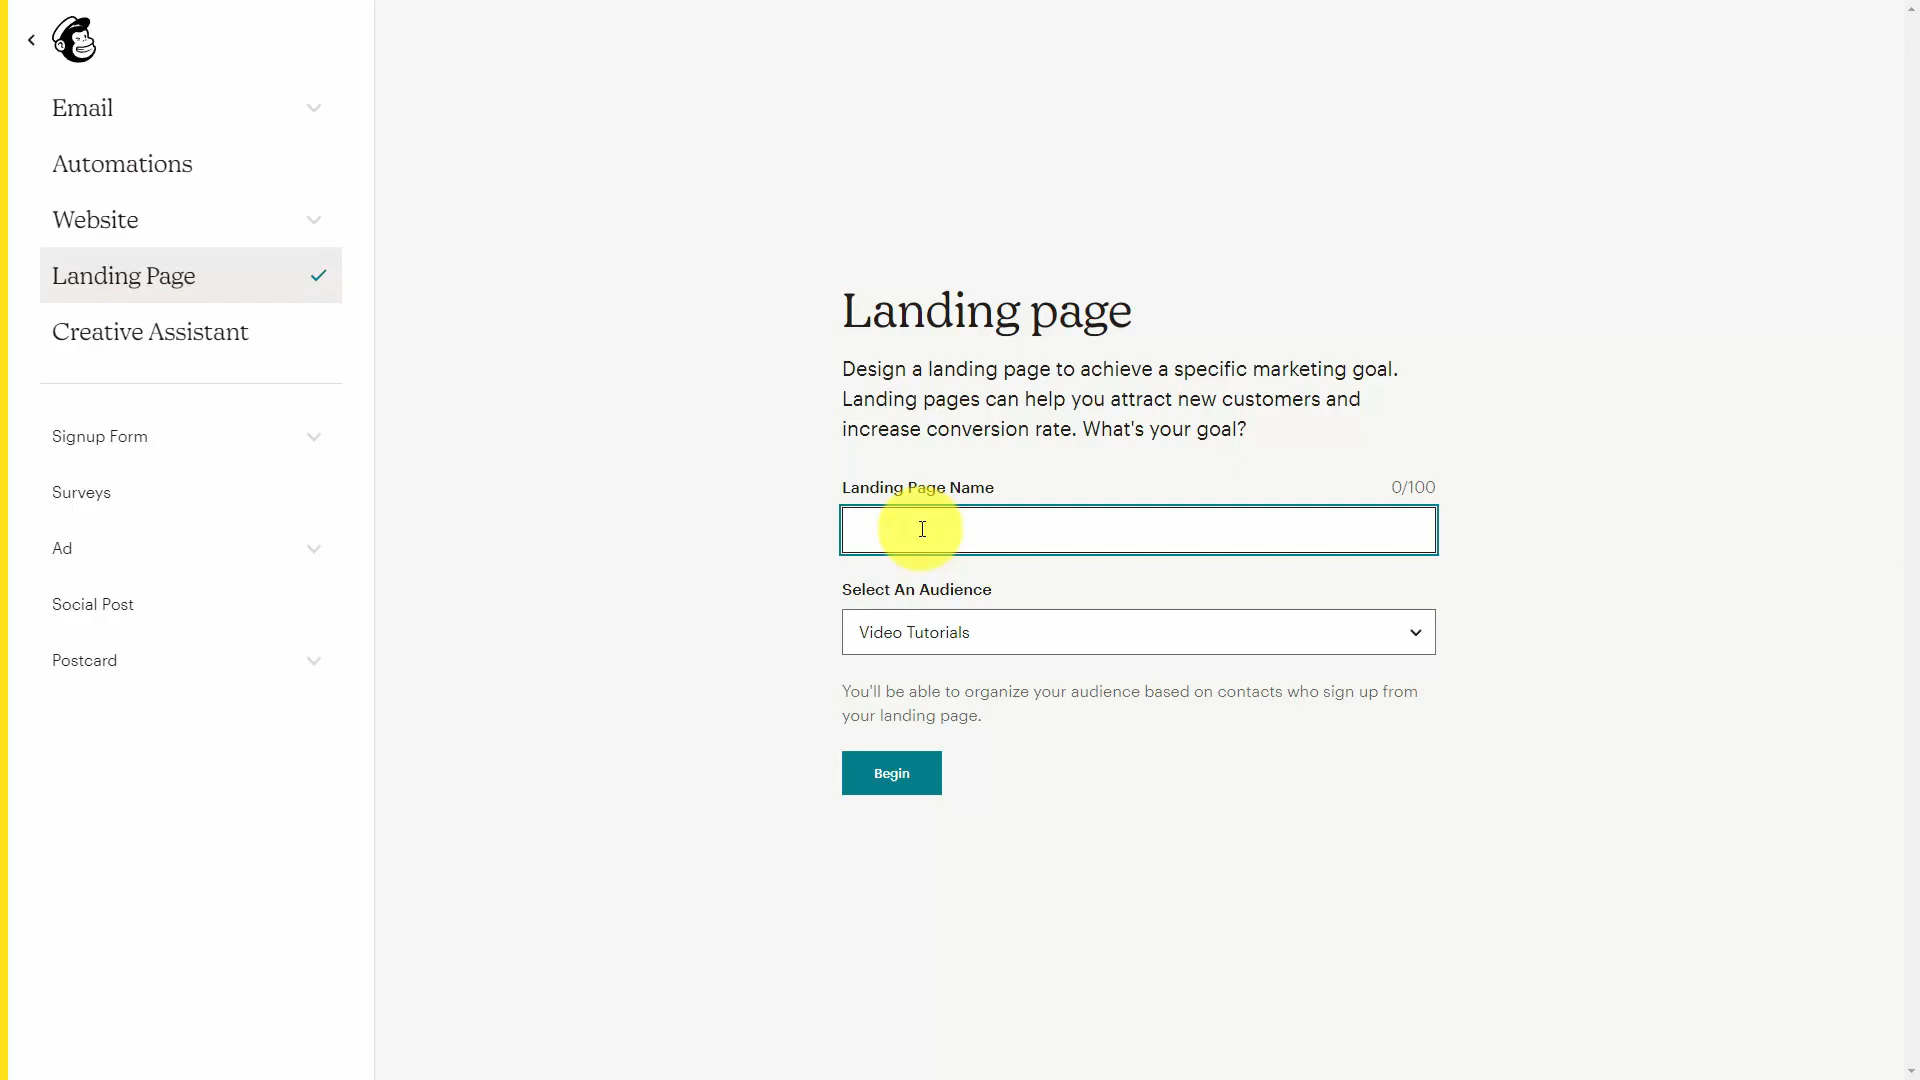 Email
Automations
Website
Landing Page
Creative Assistant
Signup Form
Surveys
Ad
Social Post
Postcard
Landing page
Design a landing page to achieve a specific marketing goal.
Landing pages can help you attract new customers and
increase conversion rate. What's your goal?
Landing Page Name 0/100
Select An Audience
Video Tutorials
You'll be able to organize your audience based on contacts who sign up from
your landing page.
Begin